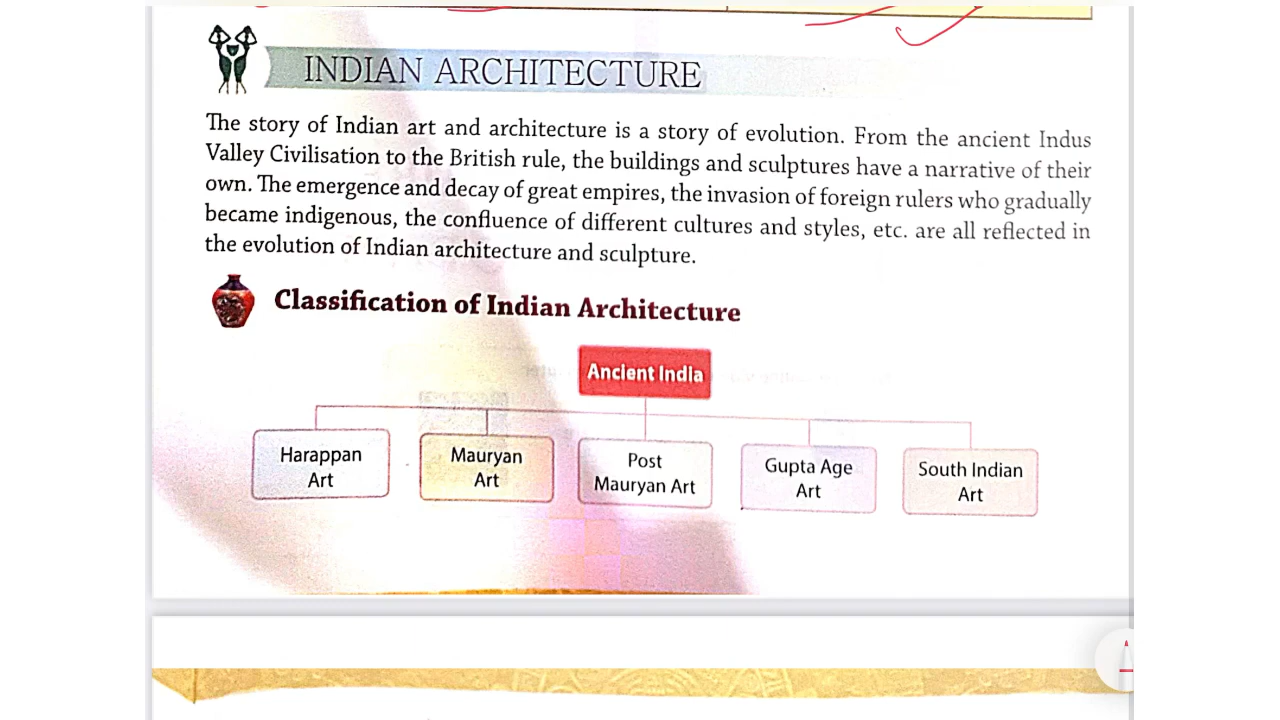 INDIAN ARCHITECTURE
The story of Indian art and architecture is a story of evolution. From the ancient Indus
Valley Civilisation to the British rule, the buildings and sculptures have a narrative of their
own. The emergence and decay of great empires, the invasion of foreign rulers who gradually
became indigenous, the confluence of different cultures and styles, etc. are all reflected in
the evolution of Indian architecture and sculpture.
Classification of Indian Architecture
Ancient India
Harappan
Art
Mauryan
Art
Post
Mauryan Art
Gupta Age
Art
South Indian
Art